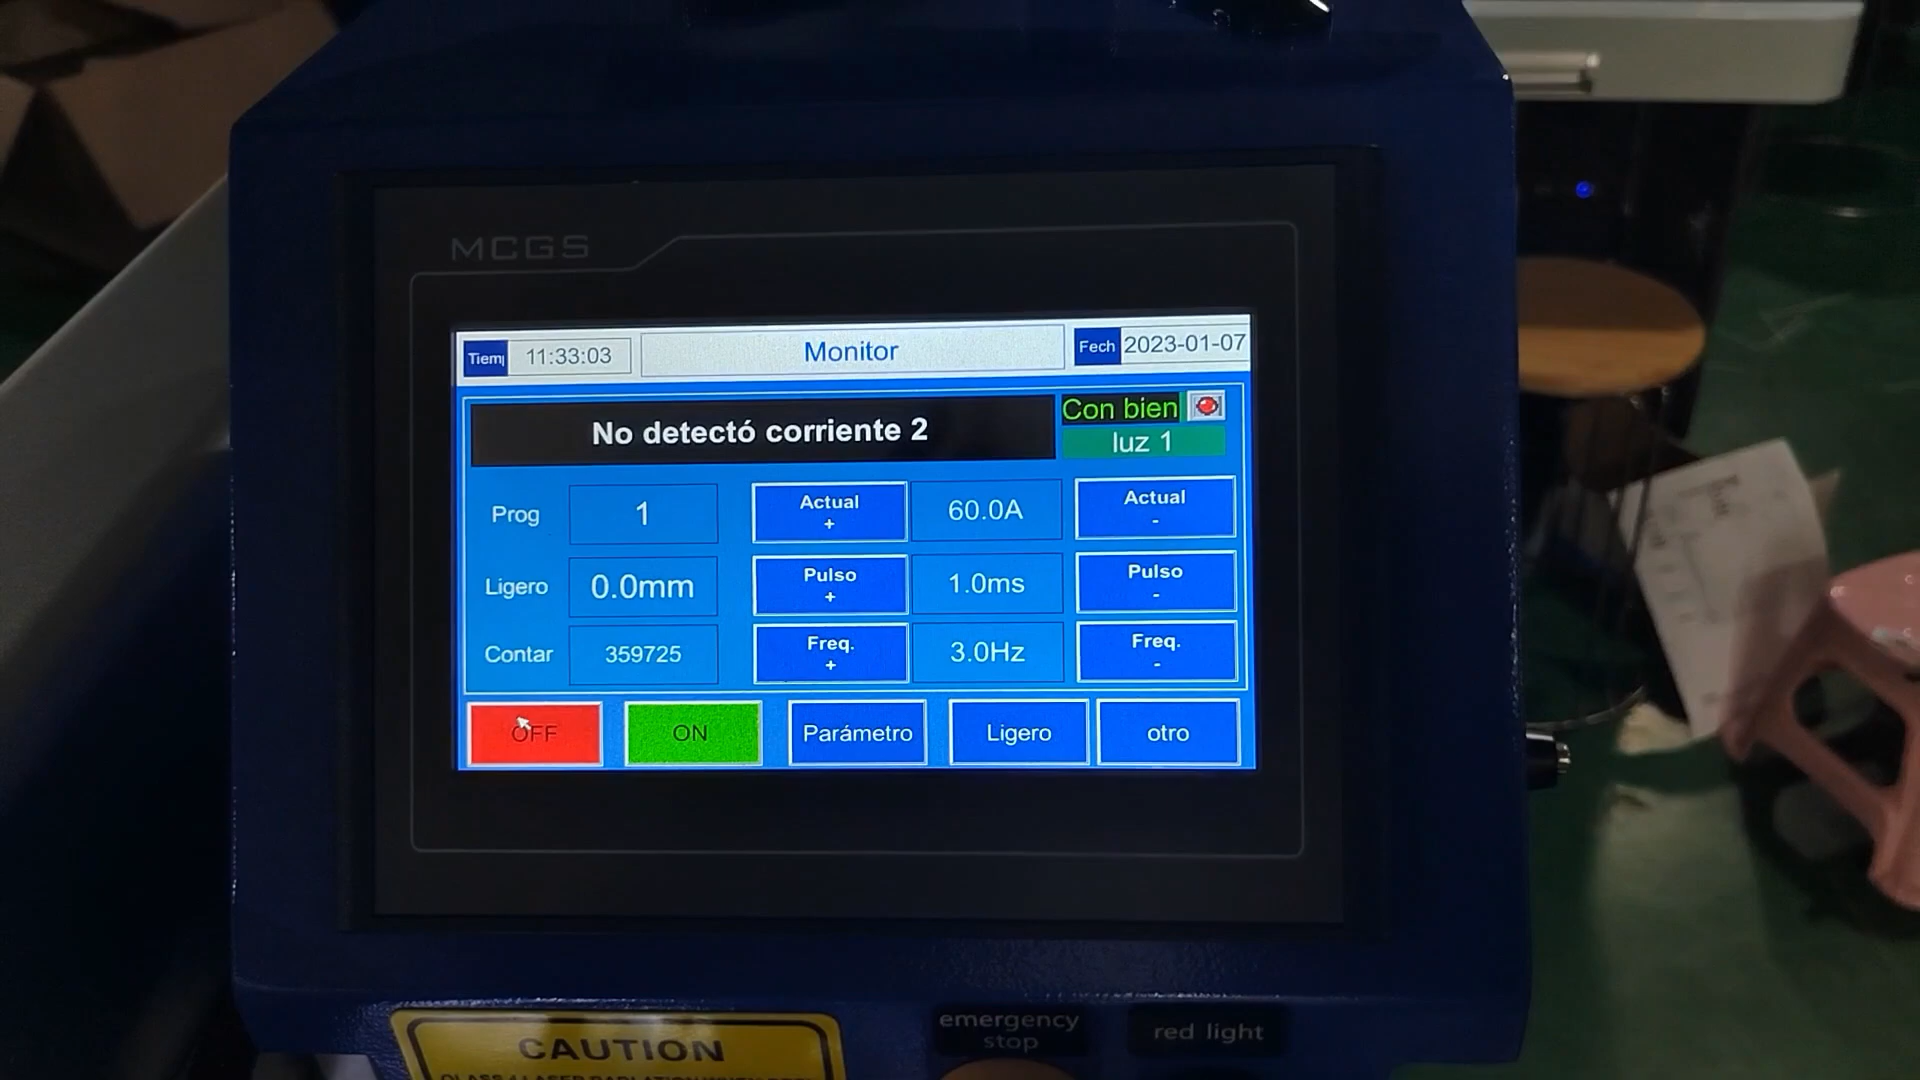 MCGS
Tiem
11:33:03
Monitor
Fech
2023-01-07
No detectó corriente 2
Con bien
luz 1
Prog
1
Actual
+
60.0A
Actual
-
Ligero
0.0mm
Pulso
+
1.0ms
Pulso
-
Contar
359725
Freq.
+
3.0Hz
Freq.
-
OFF
ON
Parámetro
Ligero
otro
emergency
stop
red light
CAUTION